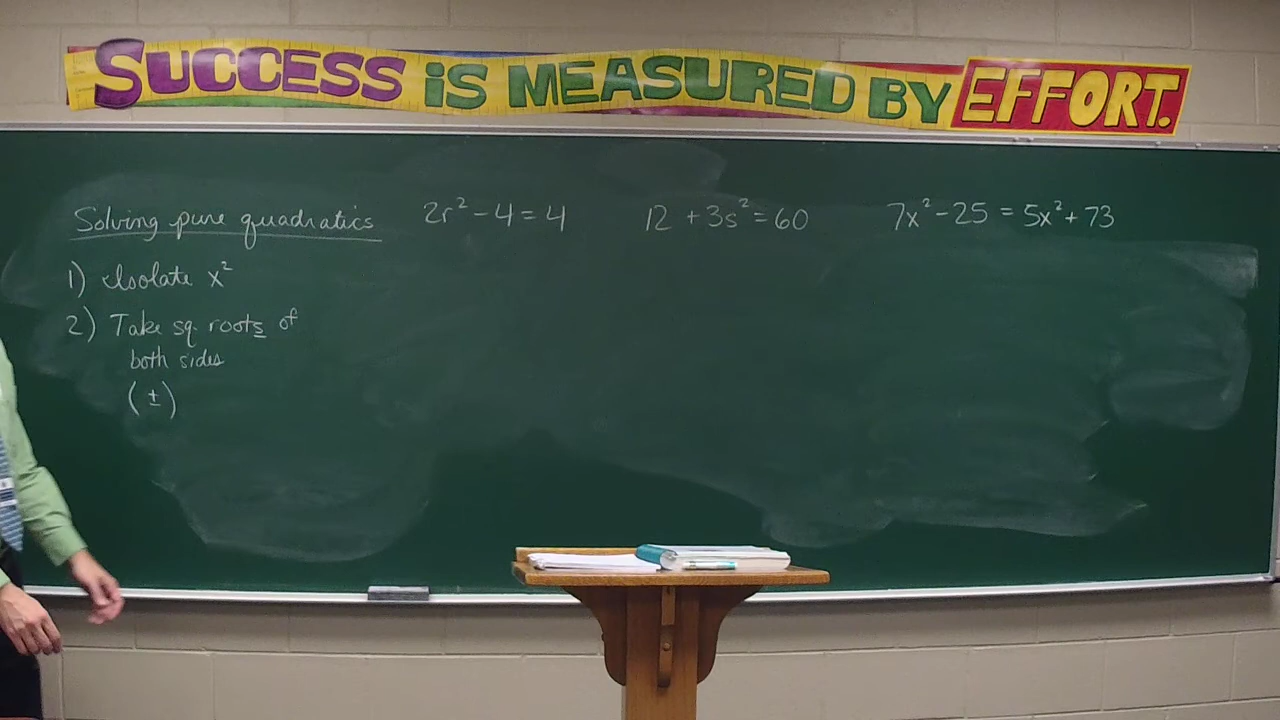 SUCCESS iS MEASURED BY EFFORT.
Solving pure quadratics
1) Isolate x²
2) Take sq. roots of
both sides
(±)
2r² - 4 = 4
12 + 3s² = 60
7x² - 25 = 5x² + 73